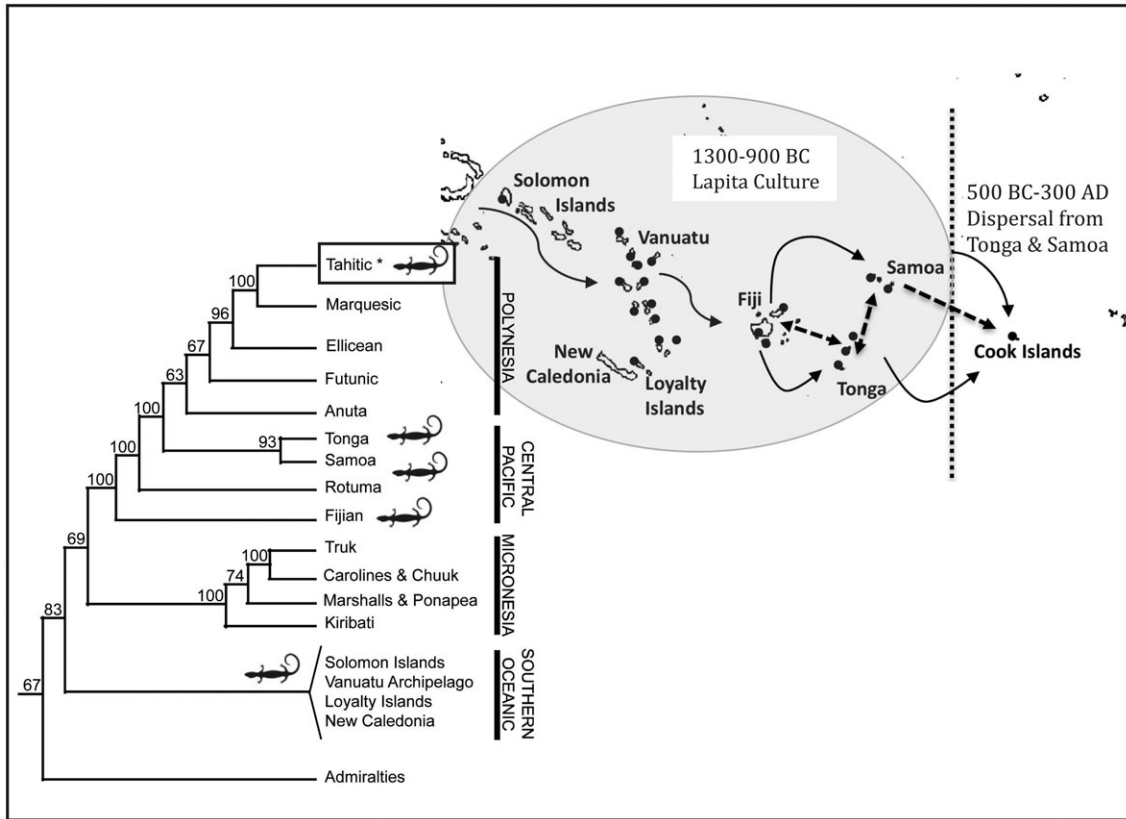 1300-900 BC
Lapita Culture
500 BC-300 AD
Dispersal from
Tonga & Samoa
Solomon
Islands
Vanuatu
Fiji
Samoa
New
Caledonia
Loyalty
Islands
Tonga
Cook Islands
Tahitic *
Marquesic
Ellicean
Futunic
Anuta
Tonga
Samoa
Rotuma
Fijian
Truk
Carolines & Chuuk
Marshalls & Ponapea
Kiribati
Solomon Islands
Vanuatu Archipelago
Loyalty Islands
New Caledonia
Admiralties
POLYNESIA
CENTRAL
PACIFIC
MICRONESIA
SOUTHERN
OCEANIC
100
96
67
63
100
93
100
100
69
100
74
100
83
67